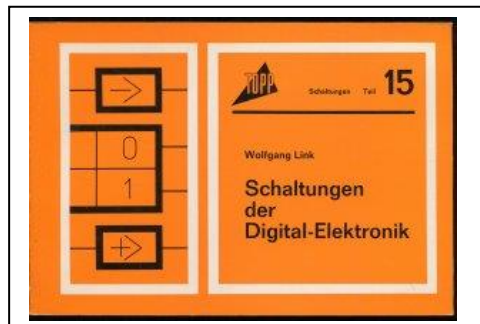 0
1
TOPP
Schaltungen Teil 15
Wolfgang Link
Schaltungen
der
Digital-Elektronik